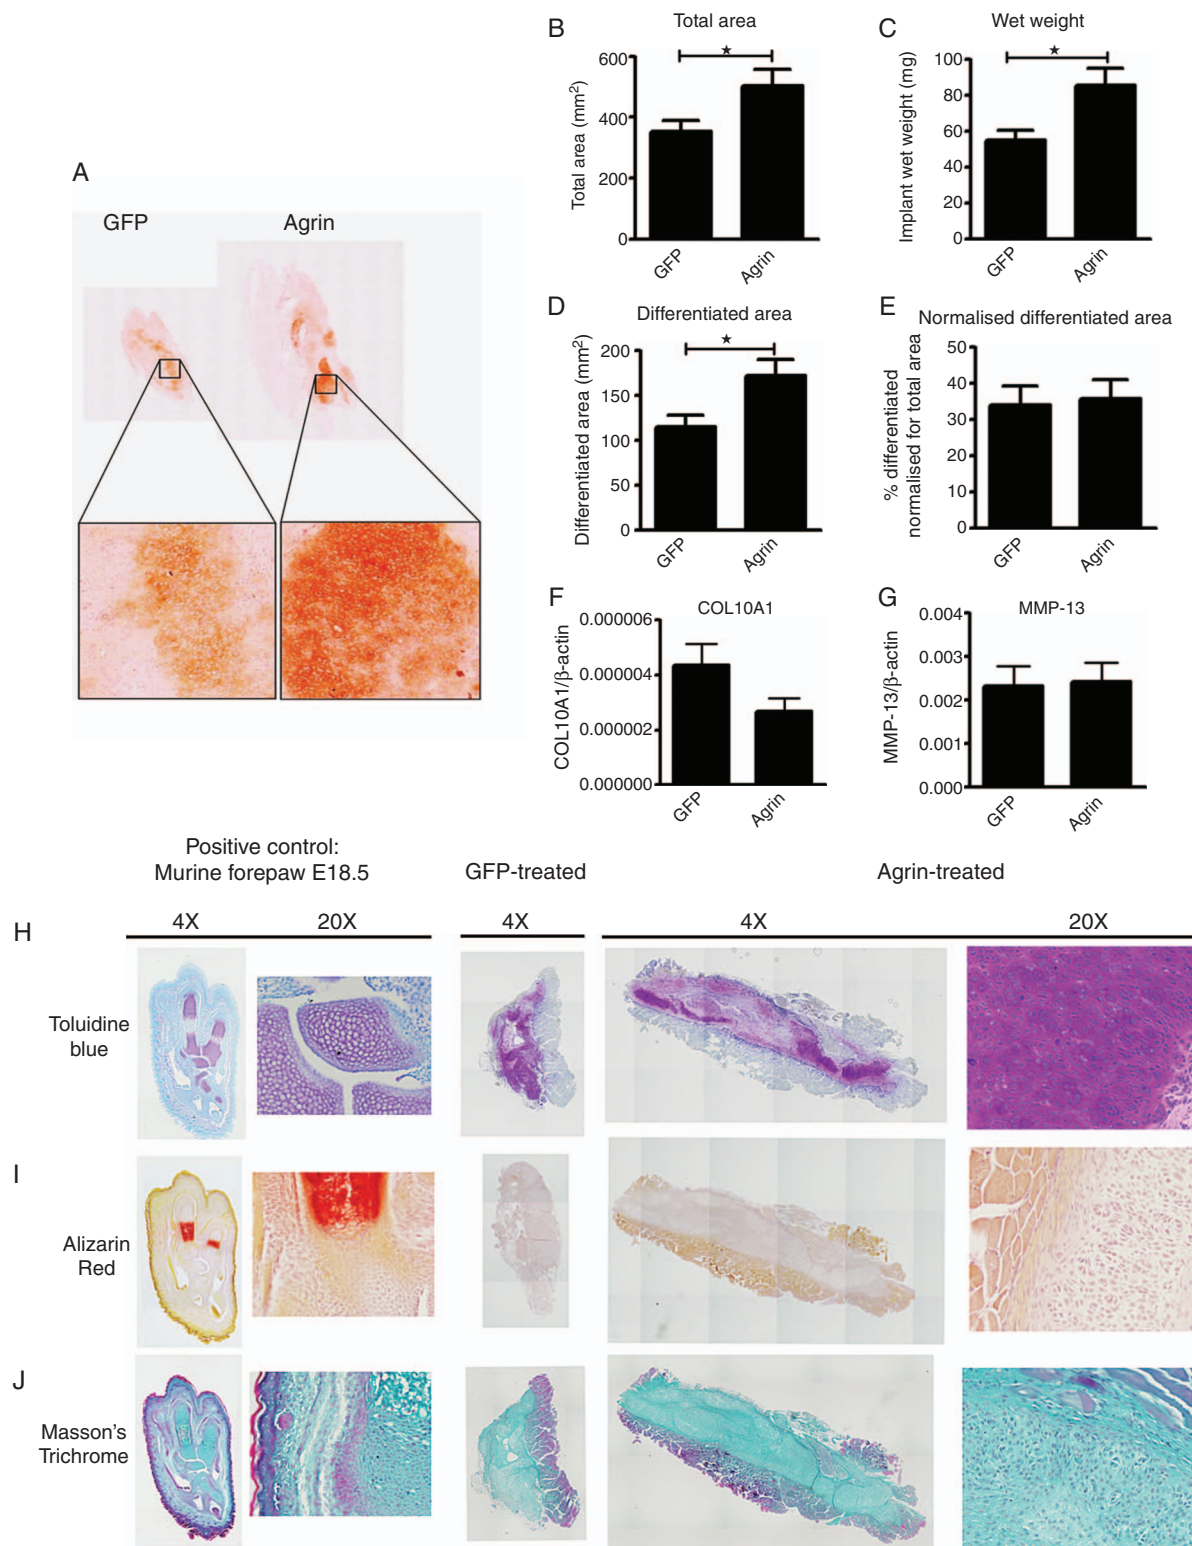 A
GFP
Agrin
B
Total area
Total area (mm²)
600
400
200
0
GFP
Agrin
★
C
Wet weight
Implant wet weight (mg)
100
80
60
40
20
0
GFP
Agrin
★
D
Differentiated area
Differentiated area (mm²)
200
150
100
50
0
GFP
Agrin
★
E
Normalised differentiated area
% differentiated
normalised for total area
50
40
30
20
10
0
GFP
Agrin
F
COL10A1
COL10A1/β-actin
0.000006
0.000004
0.000002
0.000000
GFP
Agrin
G
MMP-13
MMP-13/β-actin
0.004
0.003
0.002
0.001
0.000
GFP
Agrin
Positive control:
Murine forepaw E18.5
GFP-treated
Agrin-treated
4X
20X
4X
4X
20X
H
Toluidine
blue
I
Alizarin
Red
J
Masson's
Trichrome